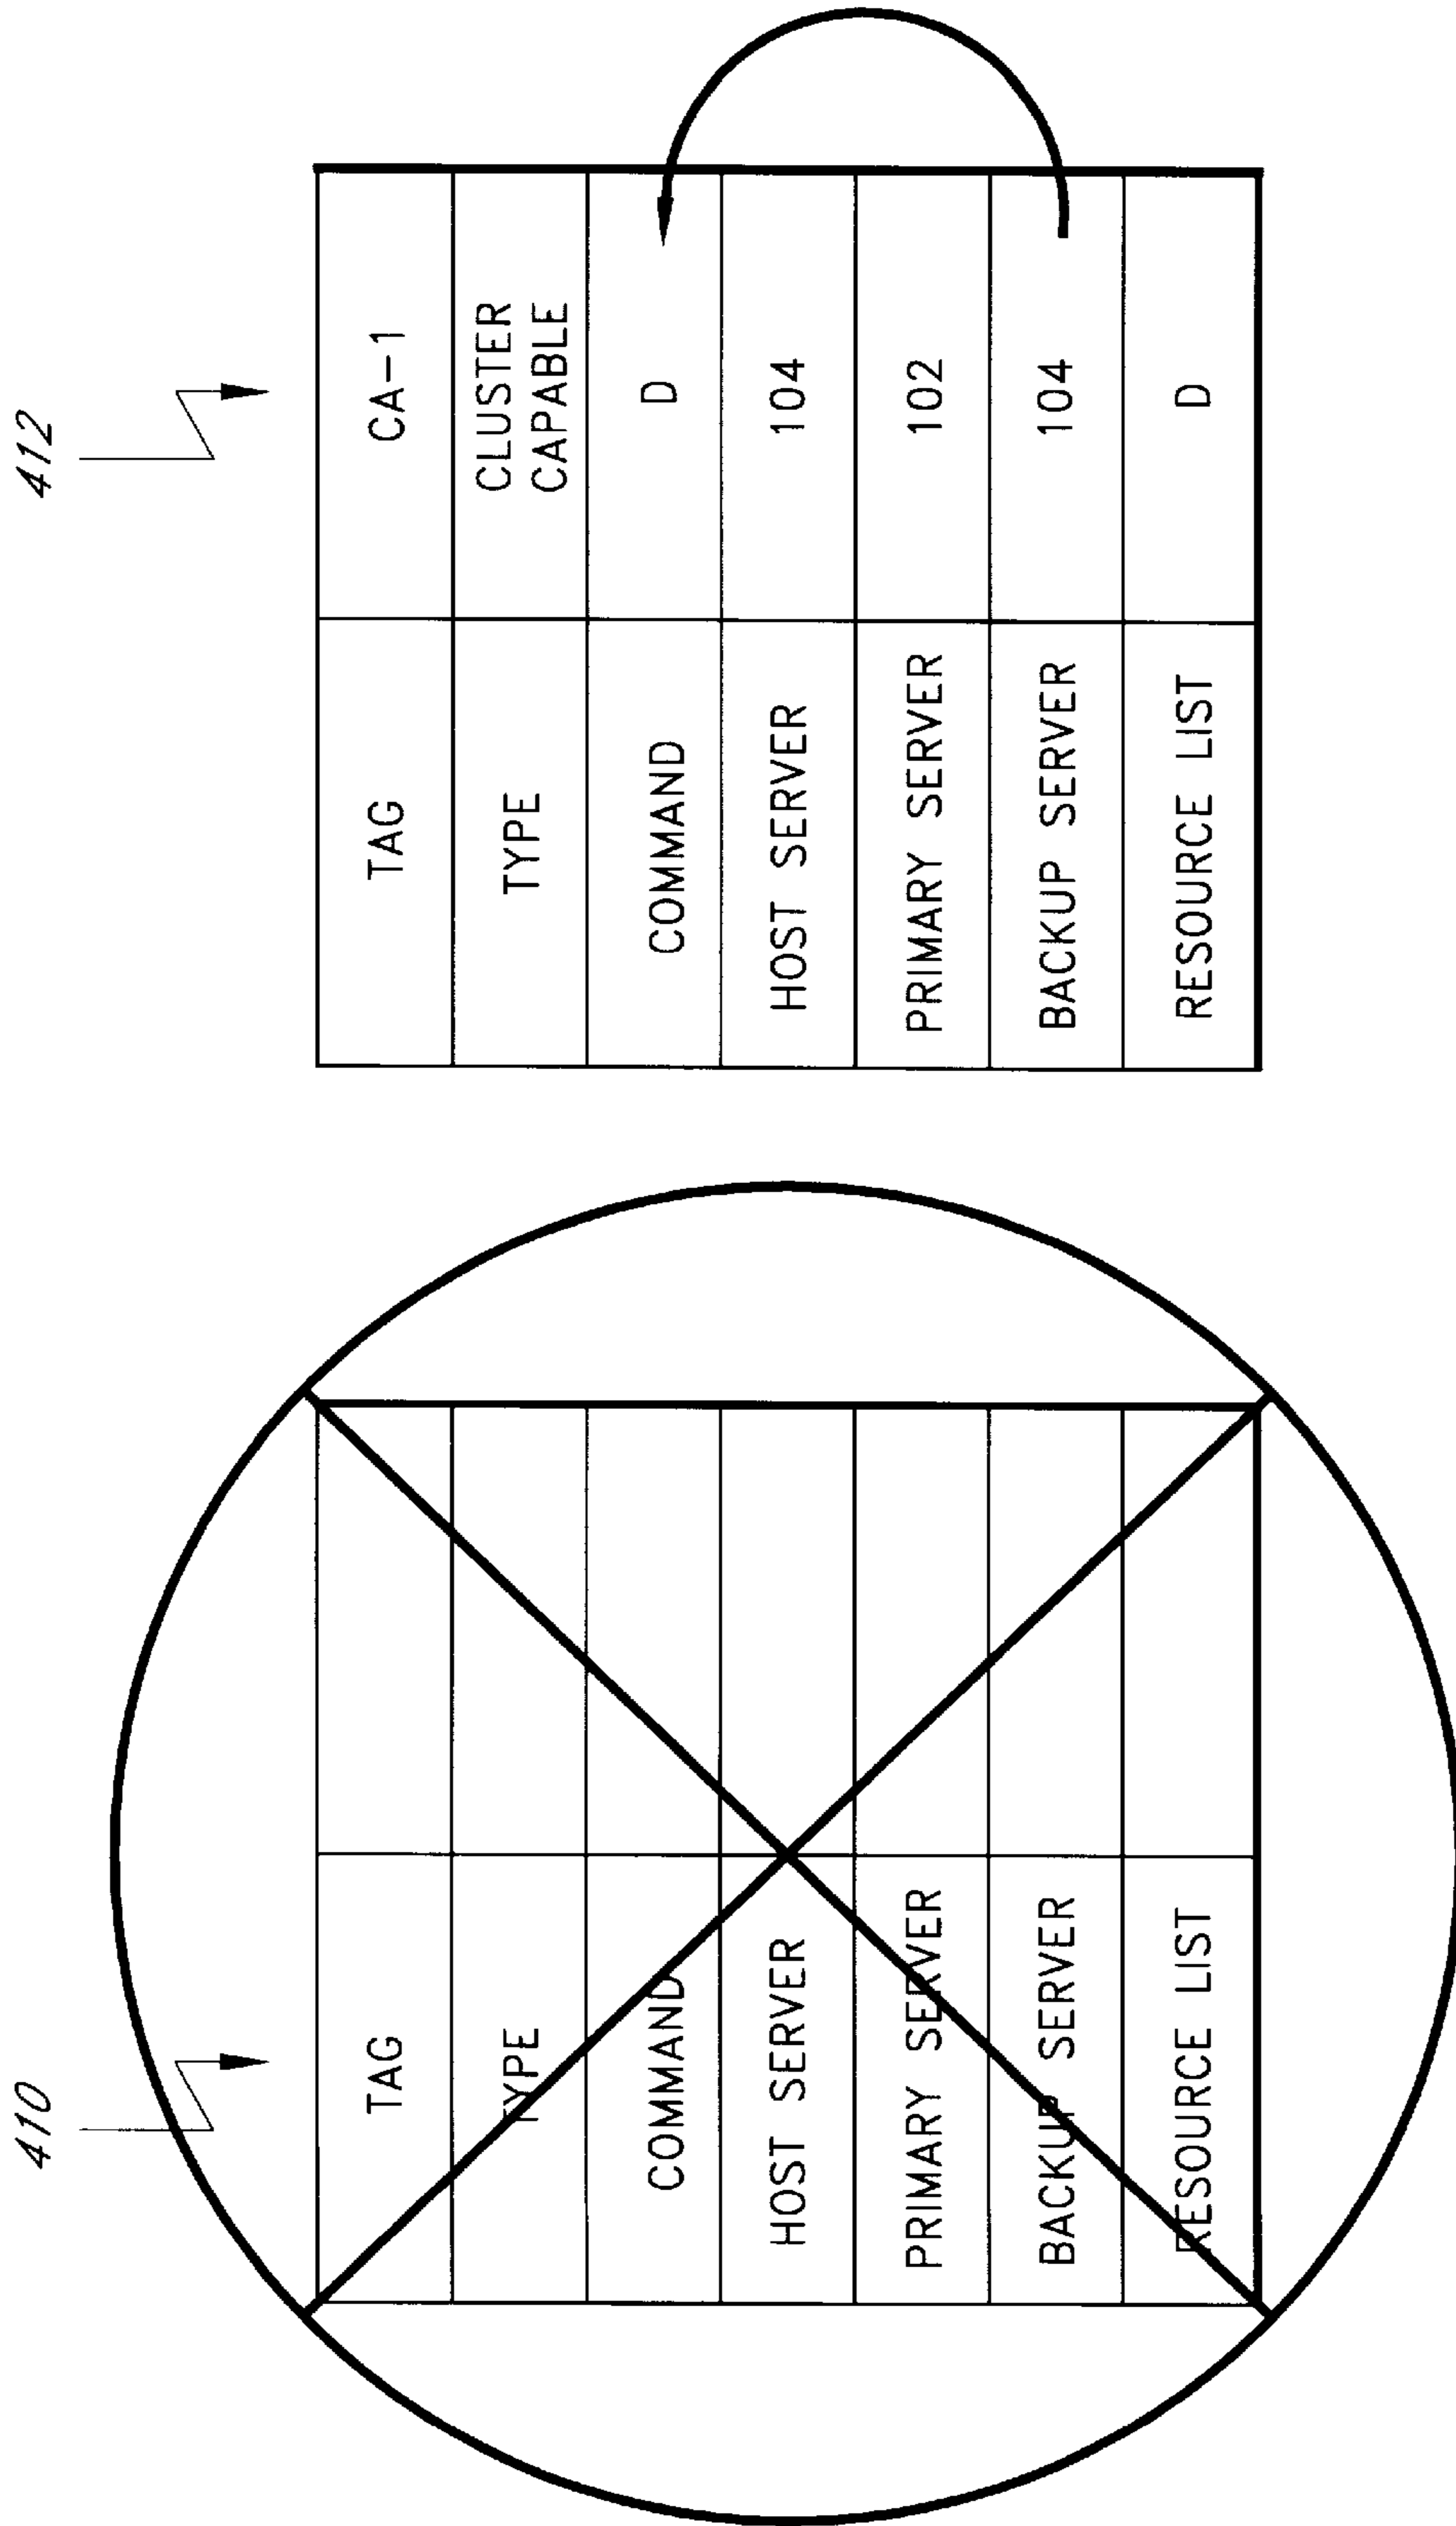 410
TAG
TYPE
COMMAND
HOST SERVER
PRIMARY SERVER
BACKUP SERVER
RESOURCE LIST
412
TAG CA-1
TYPE CLUSTER
CAPABLE
COMMAND D
HOST SERVER 104
PRIMARY SERVER 102
BACKUP SERVER 104
RESOURCE LIST D